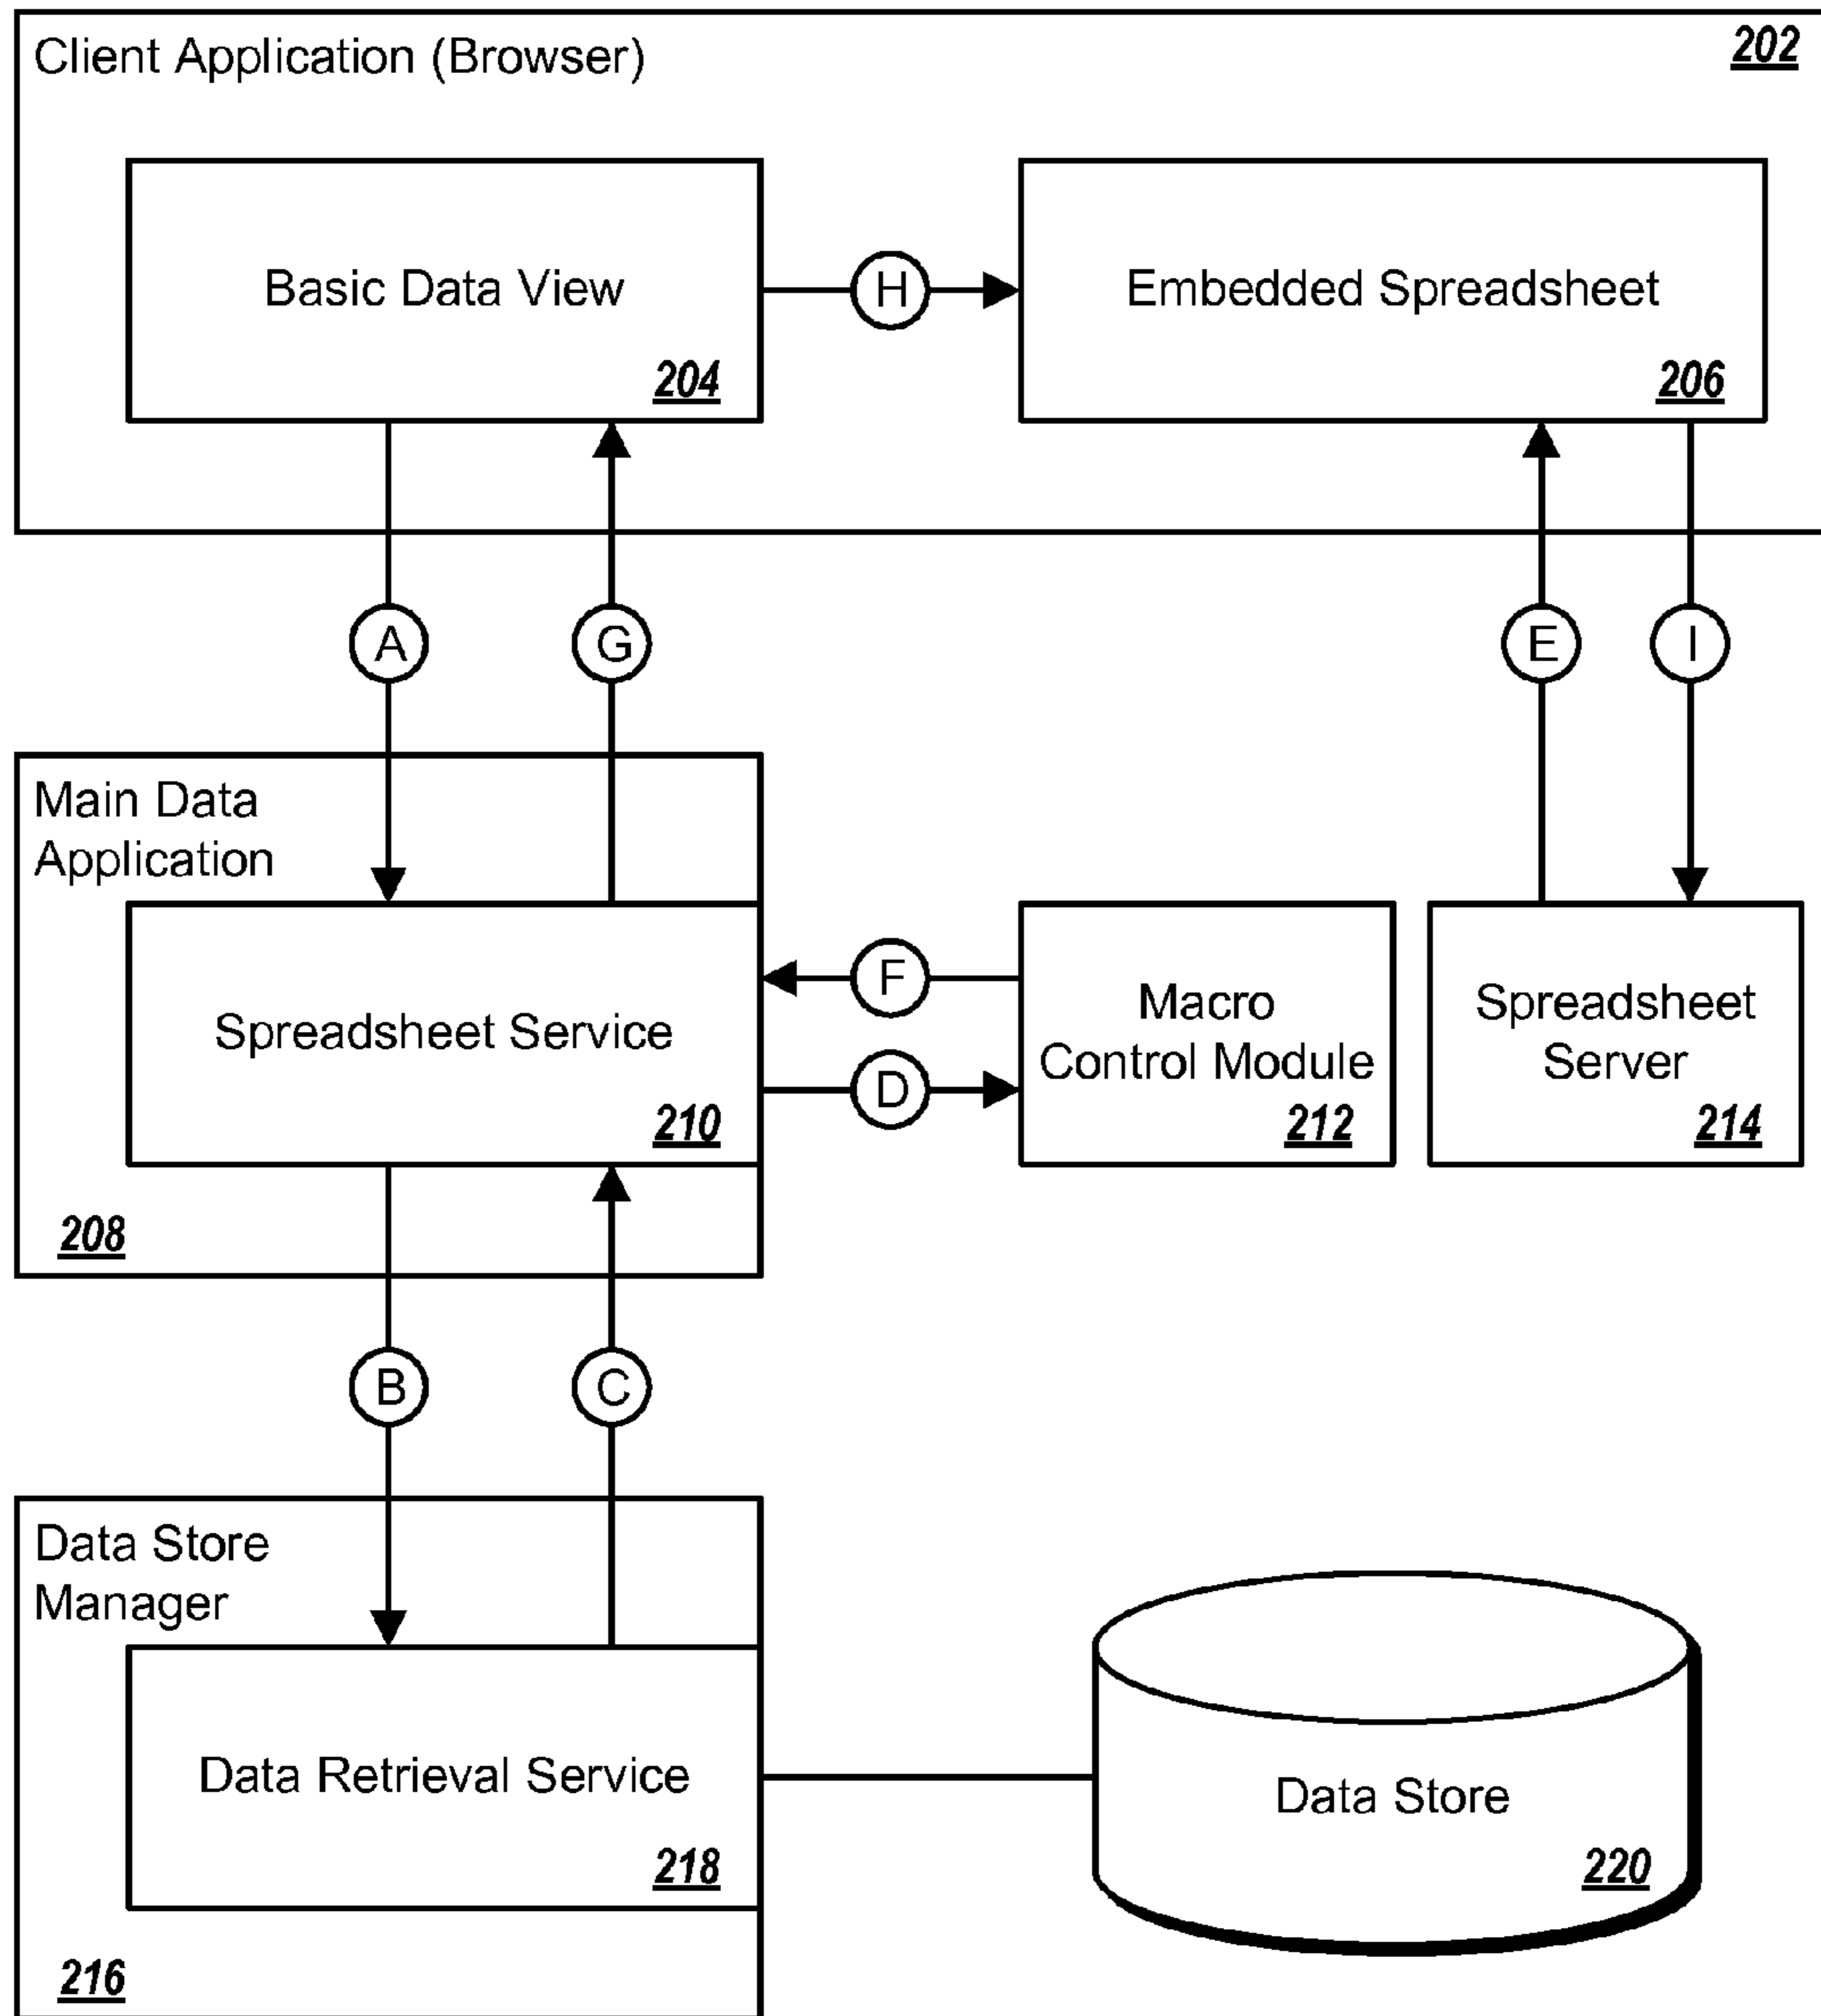 Client Application (Browser)
202
Basic Data View
204
H
Embedded Spreadsheet
206
A
G
E
I
Main Data
Application
Spreadsheet Service
210
208
F
D
Macro
Control Module
212
Spreadsheet
Server
214
B
C
Data Store
Manager
Data Retrieval Service
218
216
Data Store
220